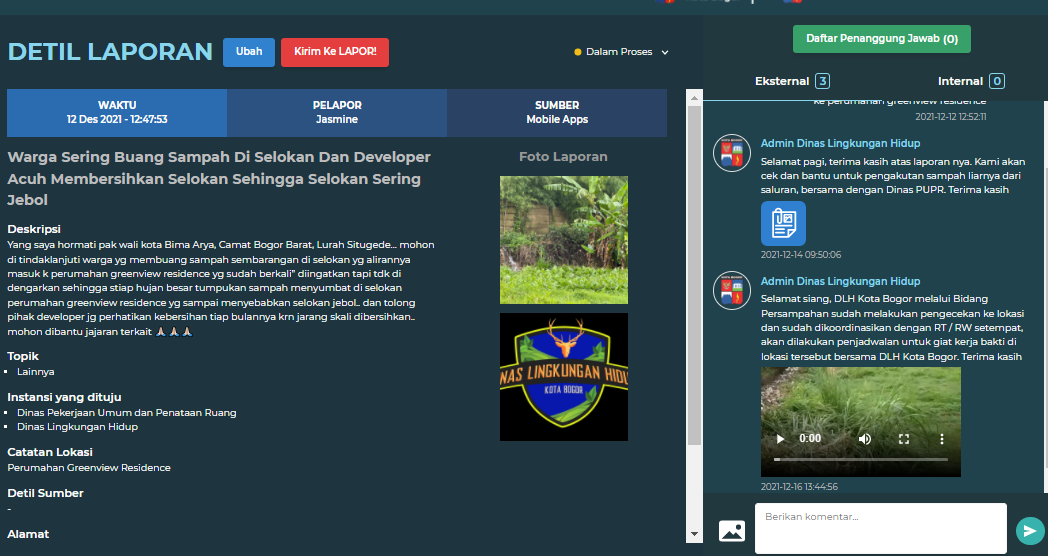 DETIL LAPORAN
Ubah
Kirim Ke LAPOR!
Dalam Proses
WAKTU
12 Des 2021 - 12:47:53
PELAPOR
Jasmine
SUMBER
Mobile Apps
Warga Sering Buang Sampah Di Selokan Dan Developer
Acuh Membersihkan Selokan Sehingga Selokan Sering
Jebol
Deskripsi
Yang saya hormati pak wali kota Bima Arya, Camat Bogor Barat, Lurah Situgede... mohon
di tindaklanjuti warga yg membuang sampah sembarangan di selokan yg alirannya
masuk k perumahan greenview residence yg sudah berkali" diingatkan tapi tdk di
dengarkan sehingga stiap hujan besar tumpukan sampah menyumbat di selokan
perumahan greenview residence yg sampai menyebabkan selokan jebol.. dan tolong
pihak developer jg perhatikan kebersihan tiap bulannya krn jarang skali dibersihkan..
mohon dibantu jajaran terkait 🙏🙏🙏
Topik
Lainnya
Instansi yang dituju
Dinas Pekerjaan Umum dan Penataan Ruang
Dinas Lingkungan Hidup
Catatan Lokasi
Perumahan Greenview Residence
Detil Sumber
-
Alamat
Foto Laporan
NAS LINGKUNGAN HIDU
KOTA BOGOR
Daftar Penanggung Jawab (0)
Eksternal 3
Internal 0
ke perumahan greenview residence
2021-12-12 12:52:11
Admin Dinas Lingkungan Hidup
Selamat pagi, terima kasih atas laporan nya. Kami akan
cek dan bantu untuk pengakutan sampah liarnya dari
saluran, bersama dengan Dinas PUPR. Terima kasih
2021-12-14 09:50:06
Admin Dinas Lingkungan Hidup
Selamat siang, DLH Kota Bogor melalui Bidang
Persampahan sudah melakukan pengecekan ke lokasi
dan sudah dikoordinasikan dengan RT / RW setempat,
akan dilakukan penjadwalan untuk giat kerja bakti di
lokasi tersebut bersama DLH Kota Bogor. Terima kasih
0:00
2021-12-16 13:44:56
Berikan komentar...